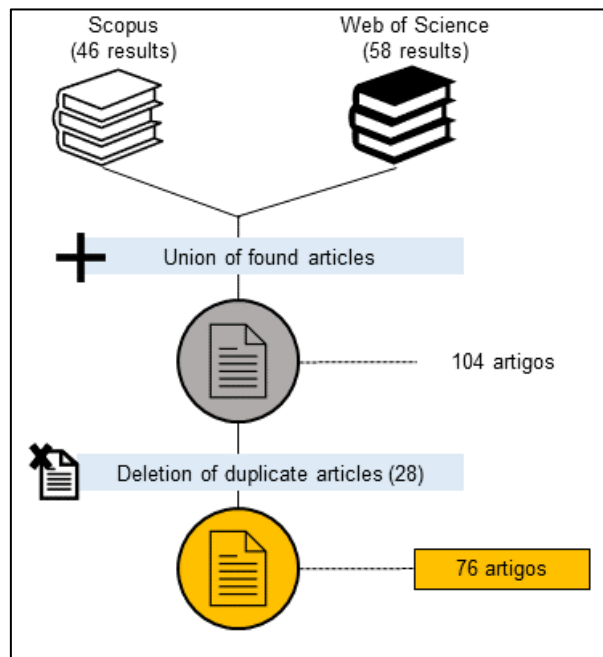 Scopus
(46 results)
Web of Science
(58 results)
Union of found articles
104 artigos
Deletion of duplicate articles (28)
76 artigos